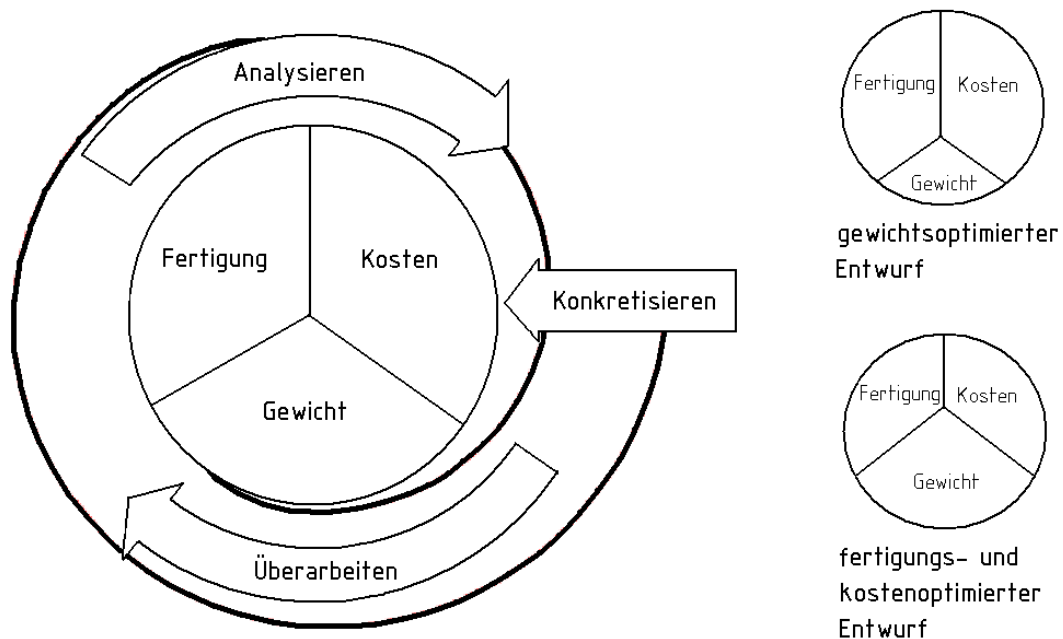 Analysieren
Fertigung
Kosten
Konkretisieren
Gewicht
Überarbeiten
Fertigung
Kosten
Gewicht
gewichtsoptimierter
Entwurf
Fertigung
Kosten
Gewicht
fertigungs- und
kostenoptimierter
Entwurf